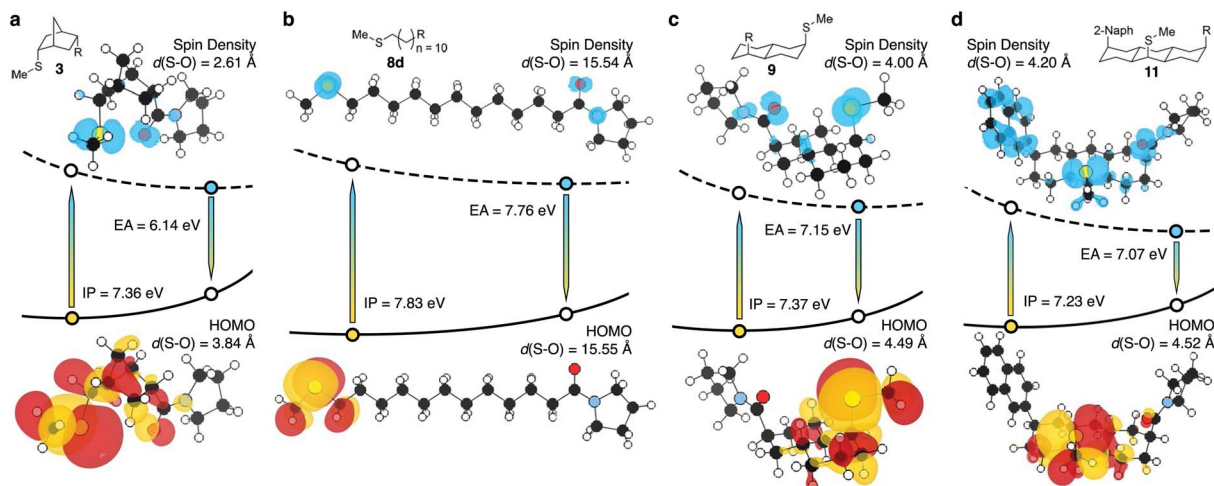 a
3
R
Me
S
Spin Density
d(S-O) = 2.61 Å
EA = 6.14 eV
IP = 7.36 eV
HOMO
d(S-O) = 3.84 Å
b
Me
S
R
n = 10
8d
Spin Density
d(S-O) = 15.54 Å
EA = 7.76 eV
IP = 7.83 eV
HOMO
d(S-O) = 15.55 Å
c
R
S
Me
9
Spin Density
d(S-O) = 4.00 Å
EA = 7.15 eV
IP = 7.37 eV
HOMO
d(S-O) = 4.49 Å
d
2-Naph
MeS
R
11
Spin Density
d(S-O) = 4.20 Å
EA = 7.07 eV
IP = 7.23 eV
HOMO
d(S-O) = 4.52 Å